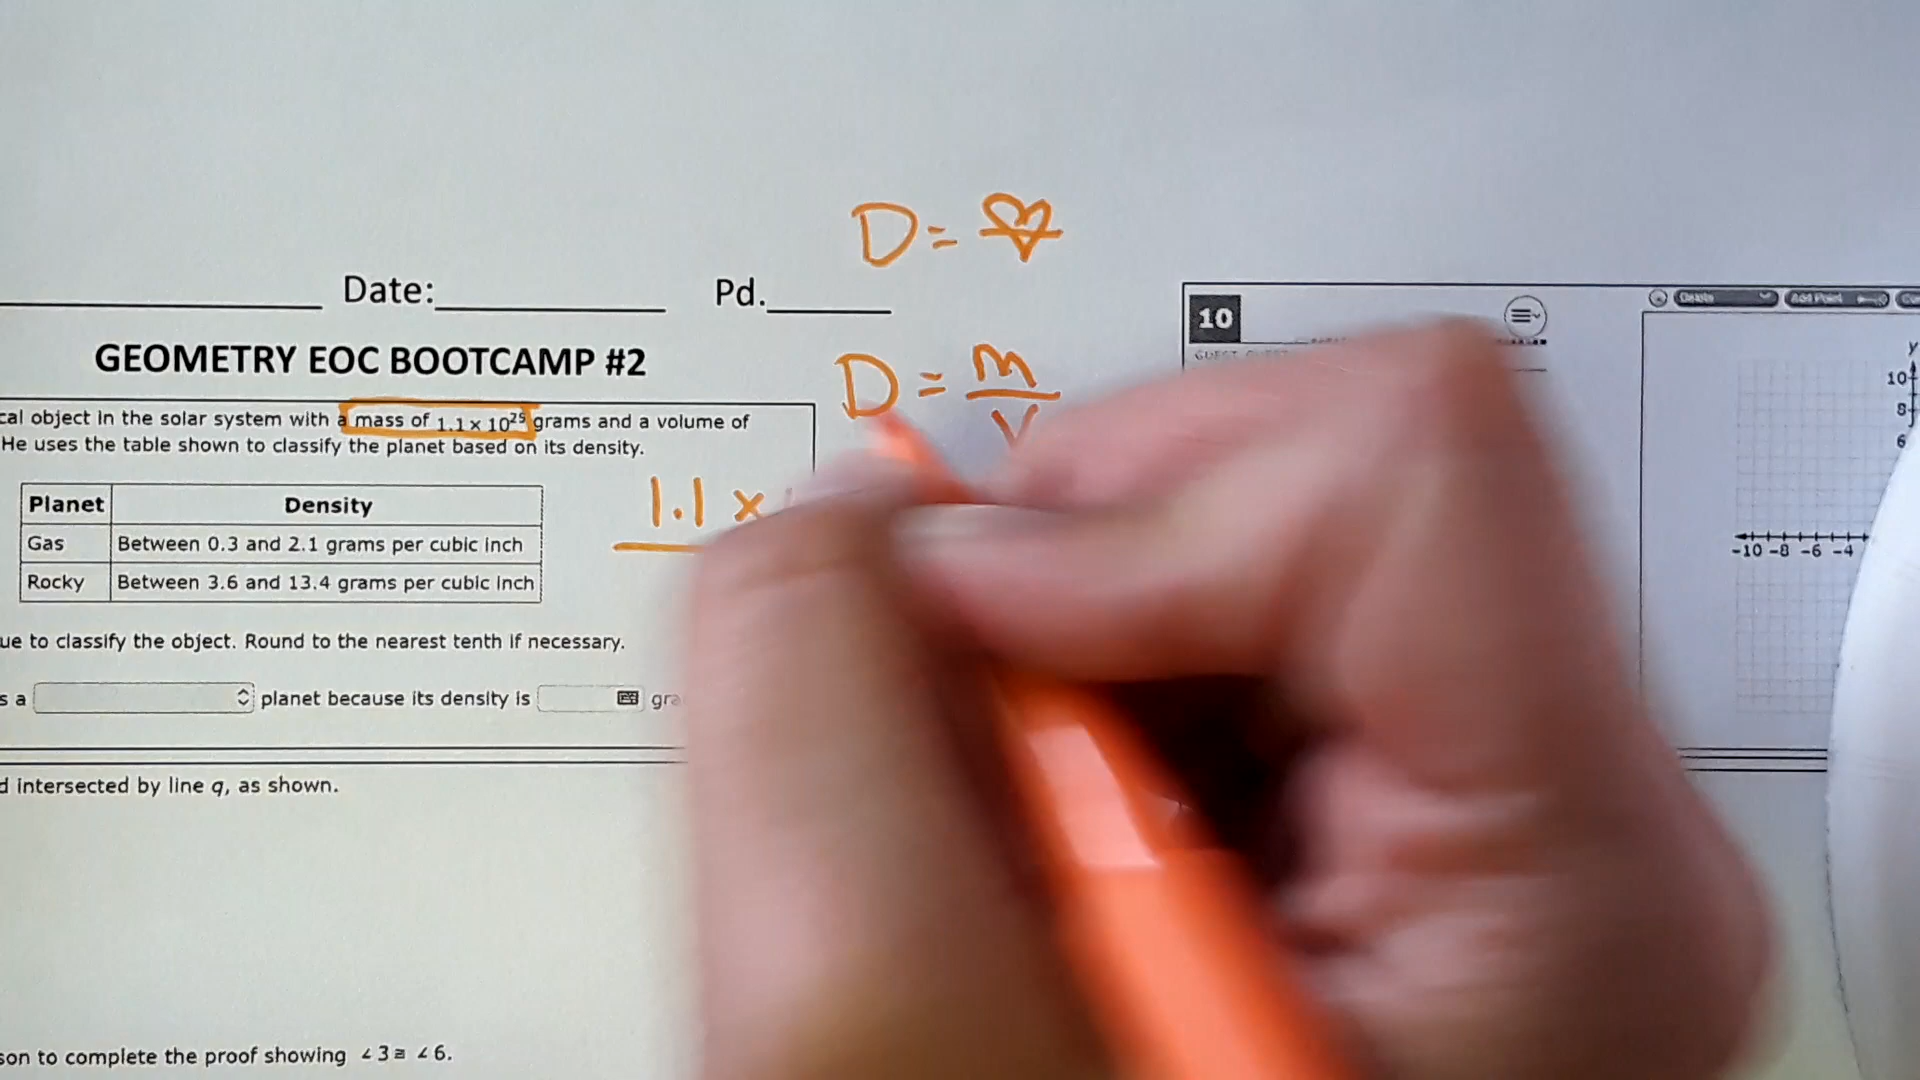 D =
Date: Pd.
10
GEOMETRY EOC BOOTCAMP #2
D = m/V
cal object in the solar system with a mass of 1.1 × 10^25 grams and a volume of
He uses the table shown to classify the planet based on its density.
1.1 ×
Planet Density
Gas Between 0.3 and 2.1 grams per cubic inch
Rocky Between 3.6 and 13.4 grams per cubic inch
ue to classify the object. Round to the nearest tenth if necessary.
s a planet because its density is gra
d intersected by line q, as shown.
son to complete the proof showing ∠3 ≅ ∠6.
Delete Add Point
y
10
8
6
-10 -8 -6 -4